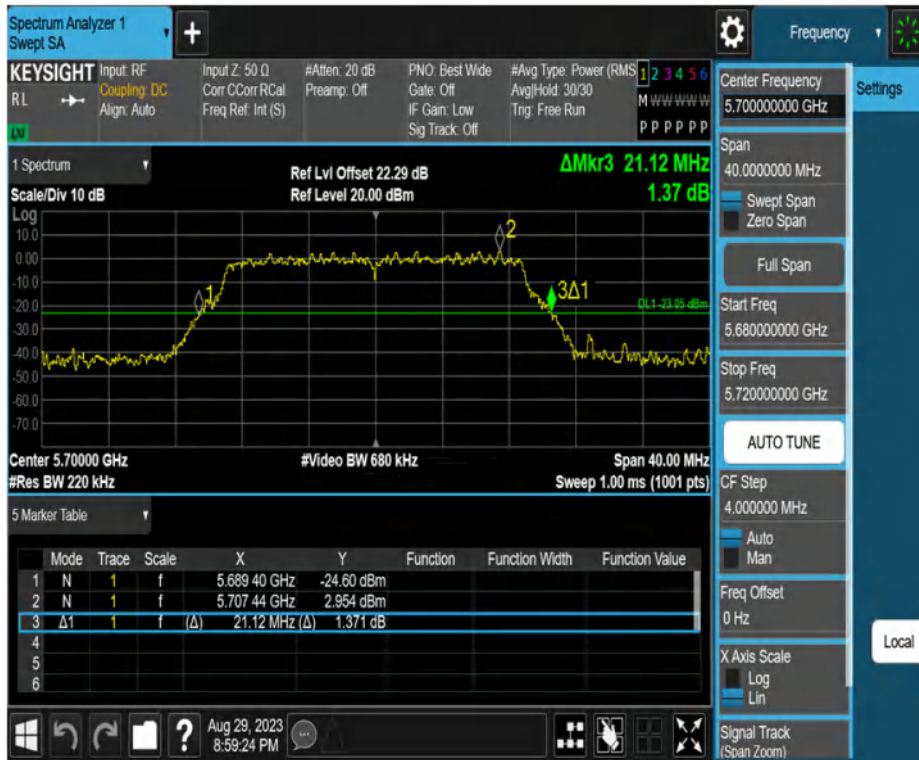 Spectrum Analyzer 1
Swept SA
+
Frequency
KEYSIGHT
RL
LXI
Input: RF
Coupling: DC
Align: Auto
Input Z: 50 Ω
Corr CCorr RCal
Freq Ref: Int (S)
#Atten: 20 dB
Preamp: Off
PNO: Best Wide
Gate: Off
IF Gain: Low
Sig Track: Off
#Avg Type: Power (RMS
Avg|Hold: 30/30
Trig: Free Run
1 2 3 4 5 6
M W W W W W
P P P P P P
1 Spectrum
Scale/Div 10 dB
Ref Lvl Offset 22.29 dB
Ref Level 20.00 dBm
ΔMkr3 21.12 MHz
1.37 dB
Log
10.0
0.00
-10.0
-20.0
-30.0
-40.0
-50.0
-60.0
-70.0
1
2
3Δ1
DL1 -23.05 dBm
Center 5.70000 GHz
#Video BW 680 kHz
Span 40.00 MHz
#Res BW 220 kHz
Sweep 1.00 ms (1001 pts)
5 Marker Table
Mode Trace Scale X Y Function Function Width Function Value
1 N 1 f 5.689 40 GHz -24.60 dBm
2 N 1 f 5.707 44 GHz 2.954 dBm
3 Δ1 1 f (Δ) 21.12 MHz (Δ) 1.371 dB
4
5
6
?
Aug 29, 2023
8:59:24 PM
Center Frequency
5.700000000 GHz
Span
40.0000000 MHz
Swept Span
Zero Span
Full Span
Start Freq
5.680000000 GHz
Stop Freq
5.720000000 GHz
AUTO TUNE
CF Step
4.000000 MHz
Auto
Man
Freq Offset
0 Hz
X Axis Scale
Log
Lin
Signal Track
(Span Zoom)
Settings
Local